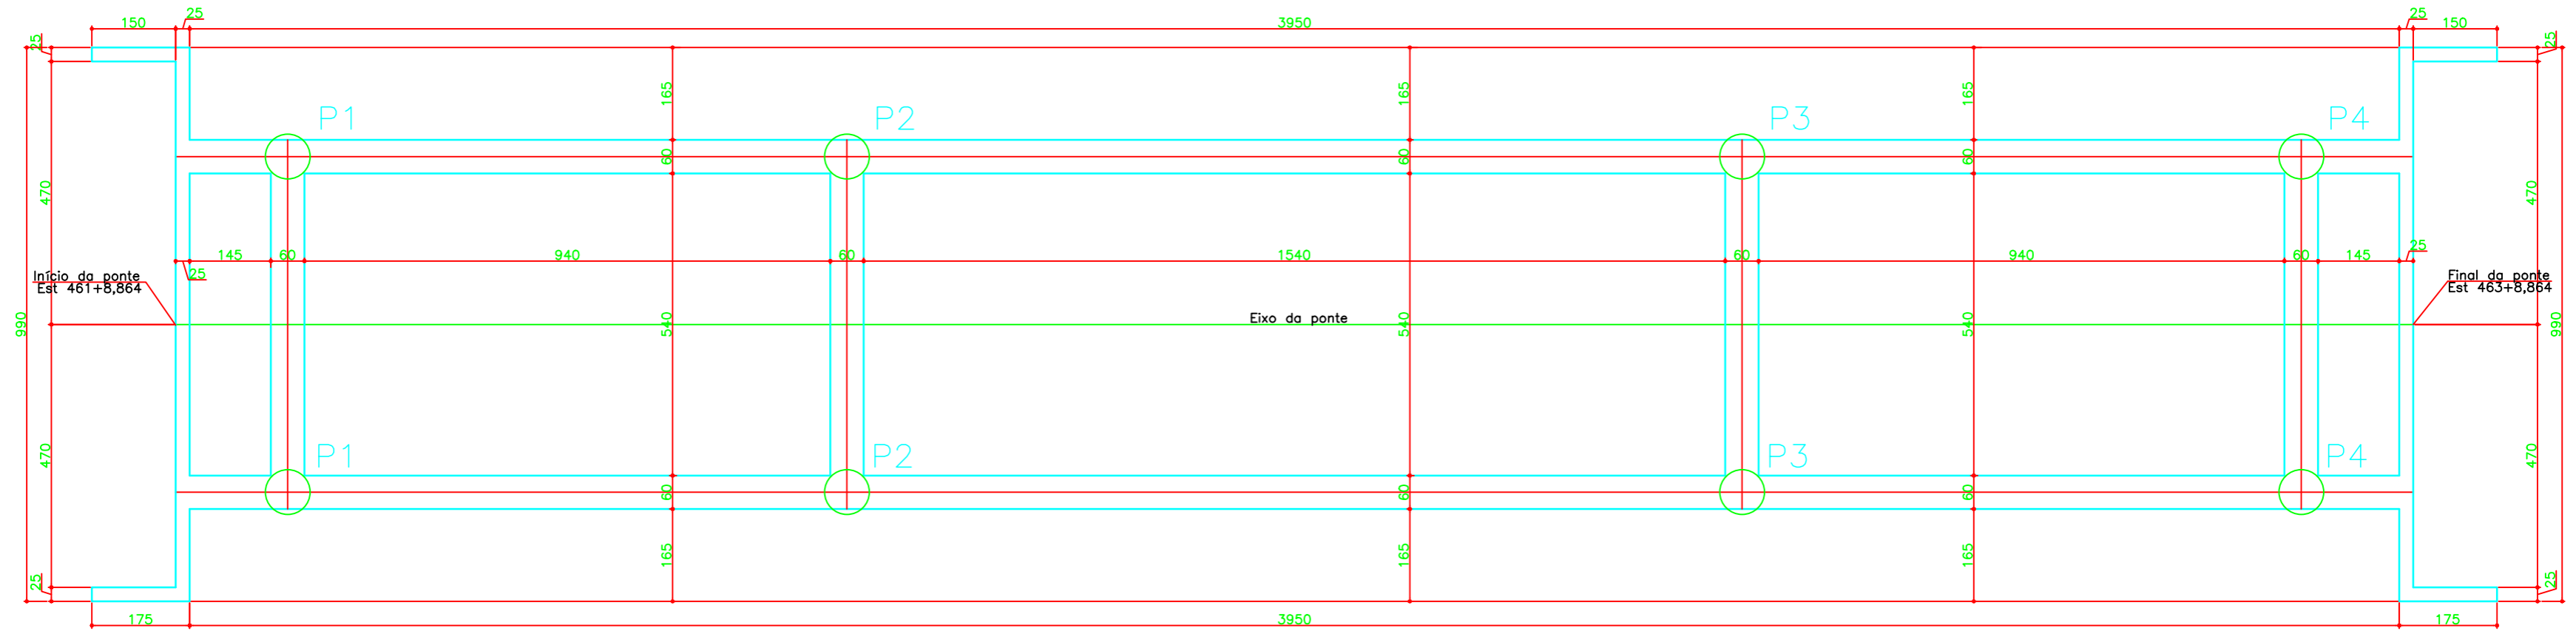 150 25 3950 25 150
25 25
165 165 165
P1 P2 P3 P4
60 60 60
470 470
145 60 940 60 1540 60 940 60 145 25
25
Início da ponte
Est 461+8,864
Final da ponte
Est 463+8,864
990 540 Eixo da ponte 540 540 990
P1 P2 P3 P4
470 470
60 60 60
165 165 165
25 25
175 3950 175